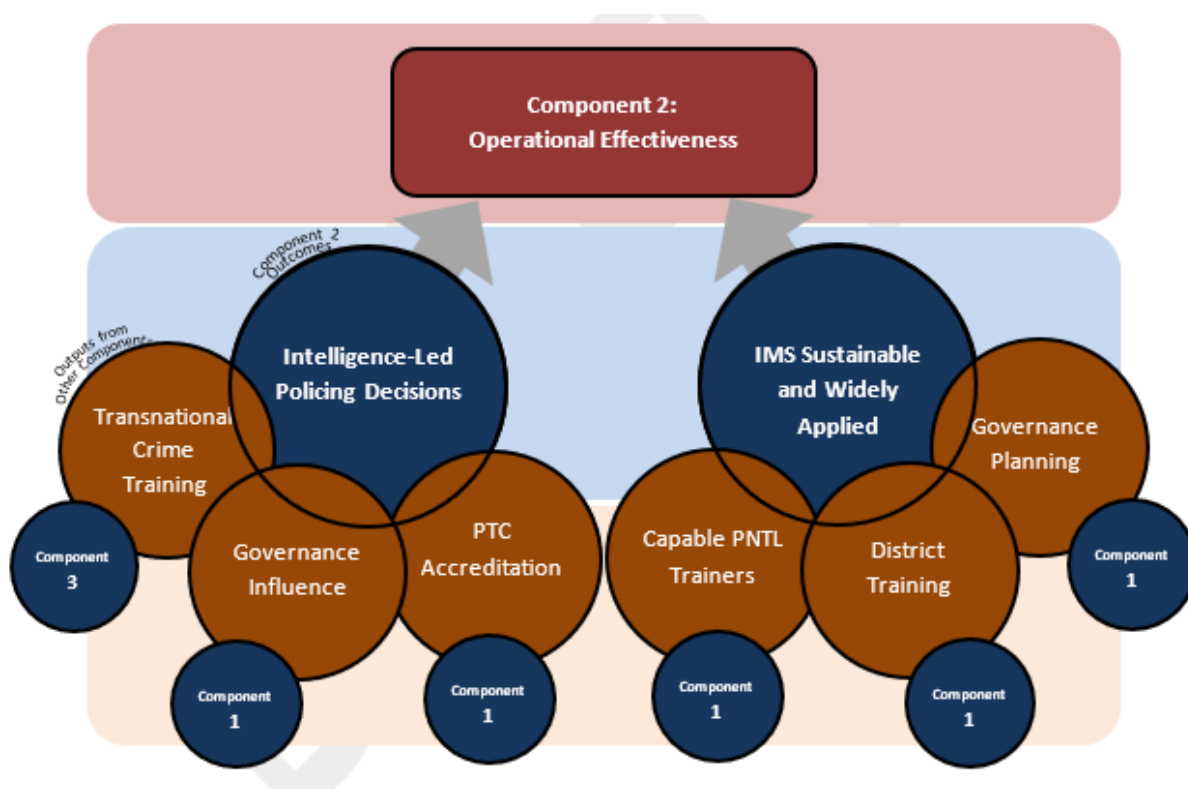 Component 2:
Operational Effectiveness
Component 2
Outcomes
Outputs from
Other Components
Intelligence-Led
Policing Decisions
IMS Sustainable
and Widely
Applied
Transnational
Crime
Training
Governance
Influence
PTC
Accreditation
Capable PNTL
Trainers
District
Training
Governance
Planning
Component
3
Component
1
Component
1
Component
1
Component
1
Component
1